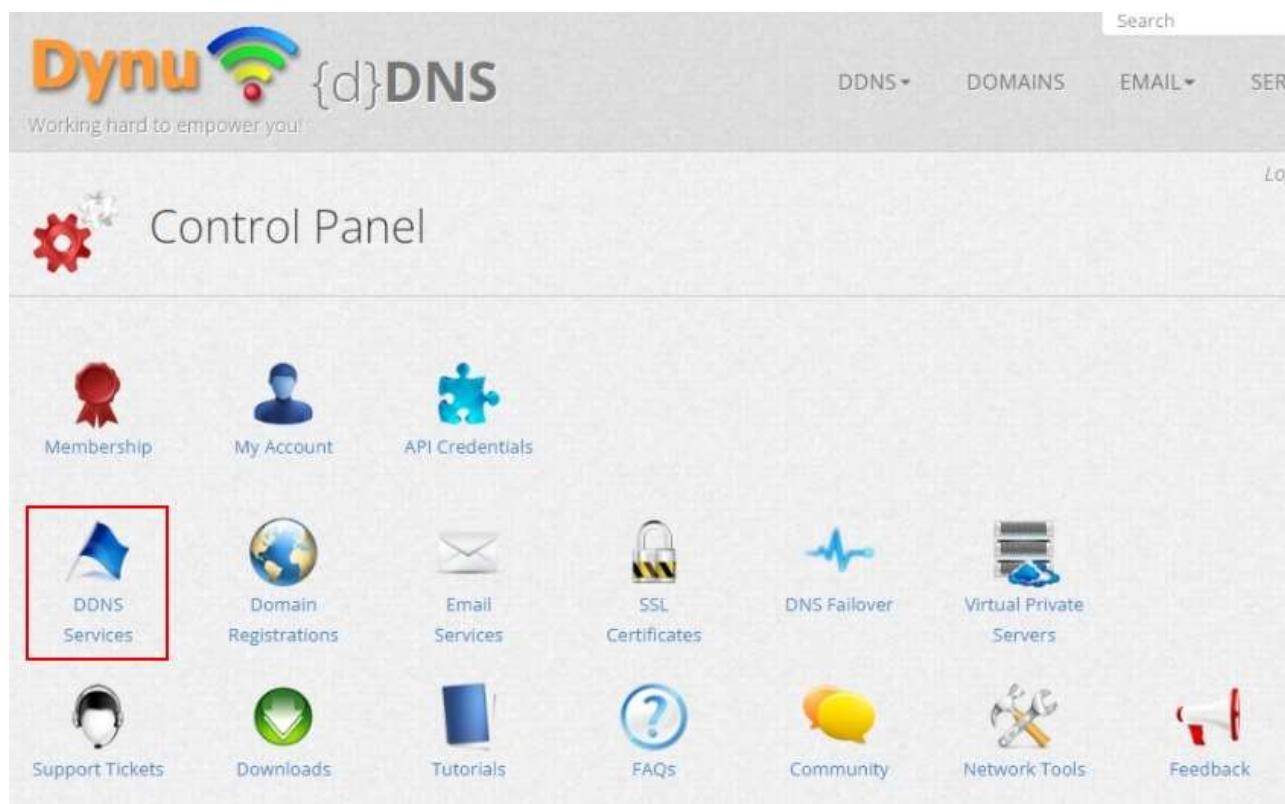 Search
Dynu {d}DNS
DDNS DOMAINS EMAIL SER
Working hard to empower you!
Lo
Control Panel
Membership My Account API Credentials
DDNS Domain Email SSL DNS Failover Virtual Private
Services Registrations Services Certificates Servers
Support Tickets Downloads Tutorials FAQs Community Network Tools Feedback